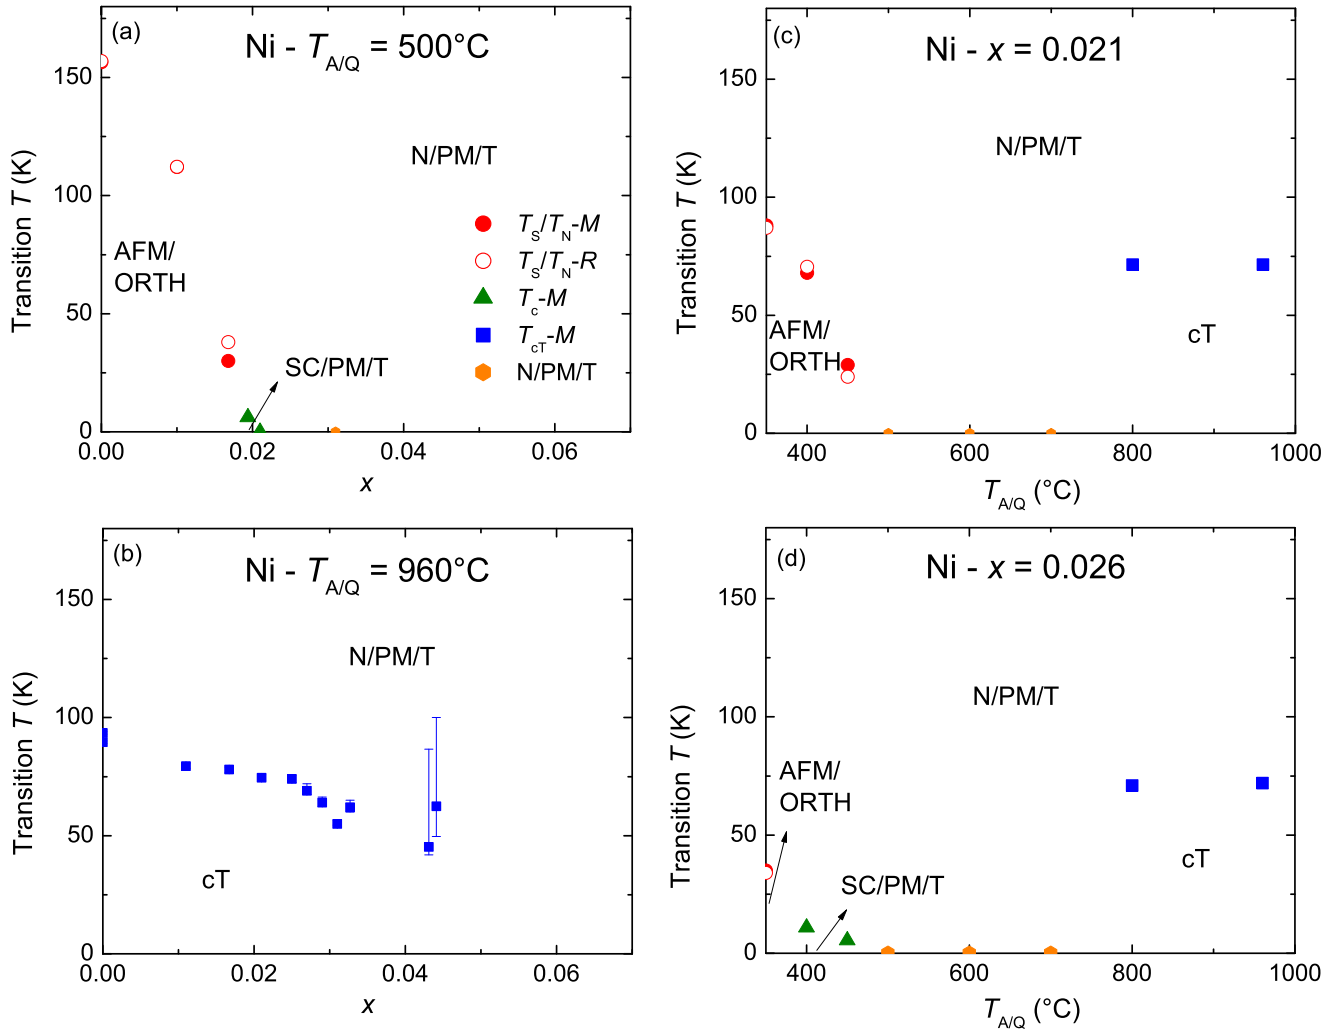 (a)
Ni - T_A/Q = 500°C
Transition T (K)
150
100
50
0
N/PM/T
AFM/
ORTH
SC/PM/T
T_S/T_N-M
T_S/T_N-R
T_c-M
T_cT-M
N/PM/T
0.00 0.02 0.04 0.06
x
(b)
Ni - T_A/Q = 960°C
Transition T (K)
150
100
50
0
N/PM/T
cT
0.00 0.02 0.04 0.06
x
(c)
Ni - x = 0.021
Transition T (K)
150
100
50
0
N/PM/T
AFM/
ORTH
cT
400 600 800 1000
T_A/Q (°C)
(d)
Ni - x = 0.026
Transition T (K)
150
100
50
0
N/PM/T
AFM/
ORTH
SC/PM/T
cT
400 600 800 1000
T_A/Q (°C)